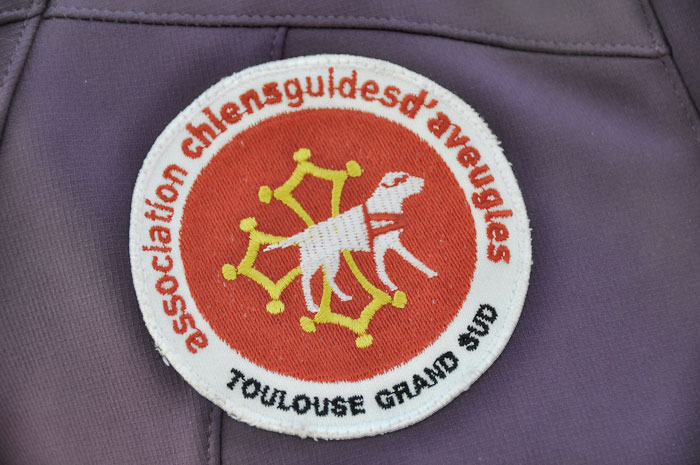 association chiensguidesd'aveugles
TOULOUSE GRAND SUD